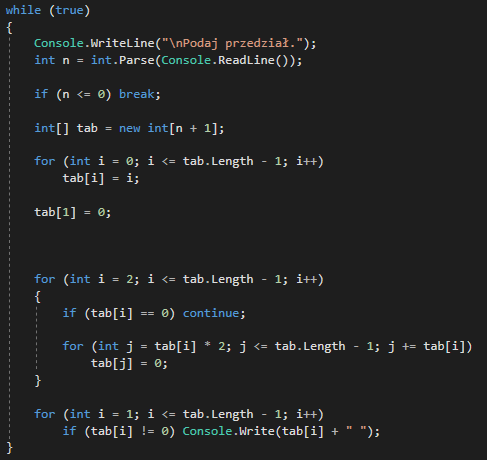 while (true)
{
Console.WriteLine("\nPodaj przedział.");
int n = int.Parse(Console.ReadLine());
if (n <= 0) break;
int[] tab = new int[n + 1];
for (int i = 0; i <= tab.Length - 1; i++)
tab[i] = i;
tab[1] = 0;
for (int i = 2; i <= tab.Length - 1; i++)
{
if (tab[i] == 0) continue;
for (int j = tab[i] * 2; j <= tab.Length - 1; j += tab[i])
tab[j] = 0;
}
for (int i = 1; i <= tab.Length - 1; i++)
if (tab[i] != 0) Console.Write(tab[i] + " ");
}